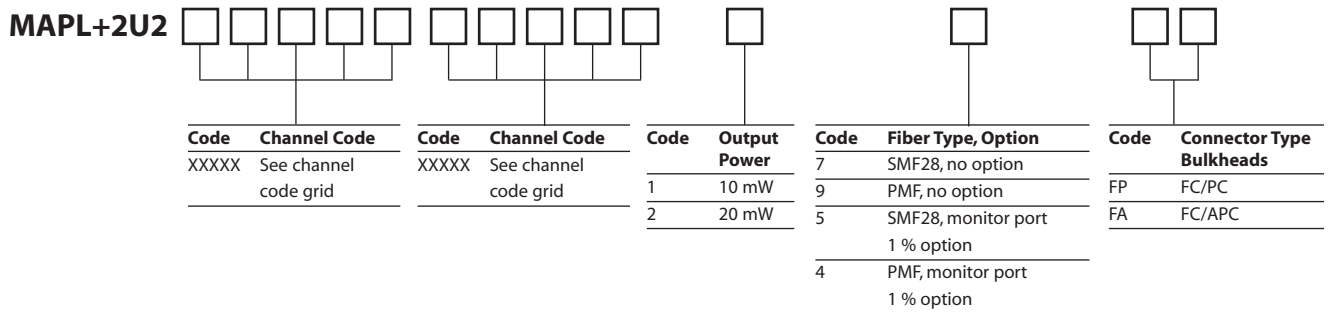 MAPL+2U2
Code Channel Code
XXXXX See channel
code grid
Code Channel Code
XXXXX See channel
code grid
Code Output
Power
1 10 mW
2 20 mW
Code Fiber Type, Option
7 SMF28, no option
9 PMF, no option
5 SMF28, monitor port
1 % option
4 PMF, monitor port
1 % option
Code Connector Type
Bulkheads
FP FC/PC
FA FC/APC